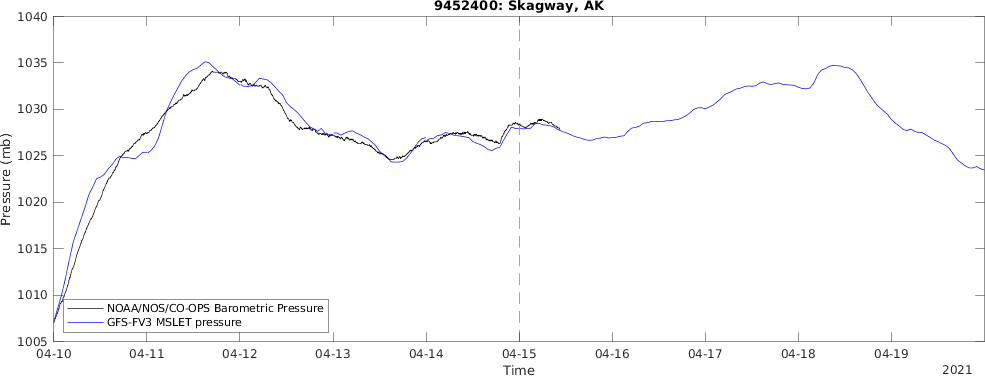 9452400: Skagway, AK
1040
1035
1030
1025
1020
1015
1010
1005
Pressure (mb)
NOAA/NOS/CO-OPS Barometric Pressure
GFS-FV3 MSLET pressure
04-10 04-11 04-12 04-13 04-14 04-15 04-16 04-17 04-18 04-19
Time
2021